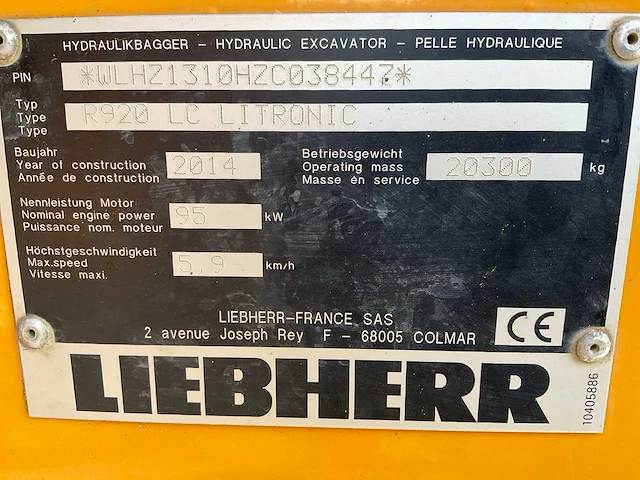 HYDRAULIKBAGGER – HYDRAULIC EXCAVATOR – PELLE HYDRAULIQUE
PIN *WLHZ1310HZC038447*
Typ
Type R920 LC LITRONIC
Type
Baujahr
Year of construction 2014
Année de construction
Betriebsgewicht
Operating mass 20300 kg
Masse én service
Nennleistung Motor
Nominal engine power 95 kW
Puissance nom. moteur
Höchstgeschwindigkeit
Max.speed 5,9 km/h
Vitesse maxi.
LIEBHERR-FRANCE SAS
2 avenue Joseph Rey F – 68005 COLMAR
CE
LIEBHERR
10405886